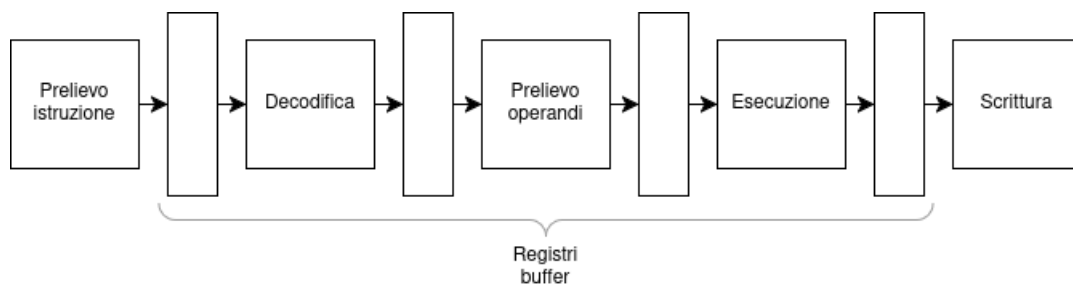 Prelievo
istruzione
Decodifica
Prelievo
operandi
Esecuzione
Scrittura
Registri
buffer